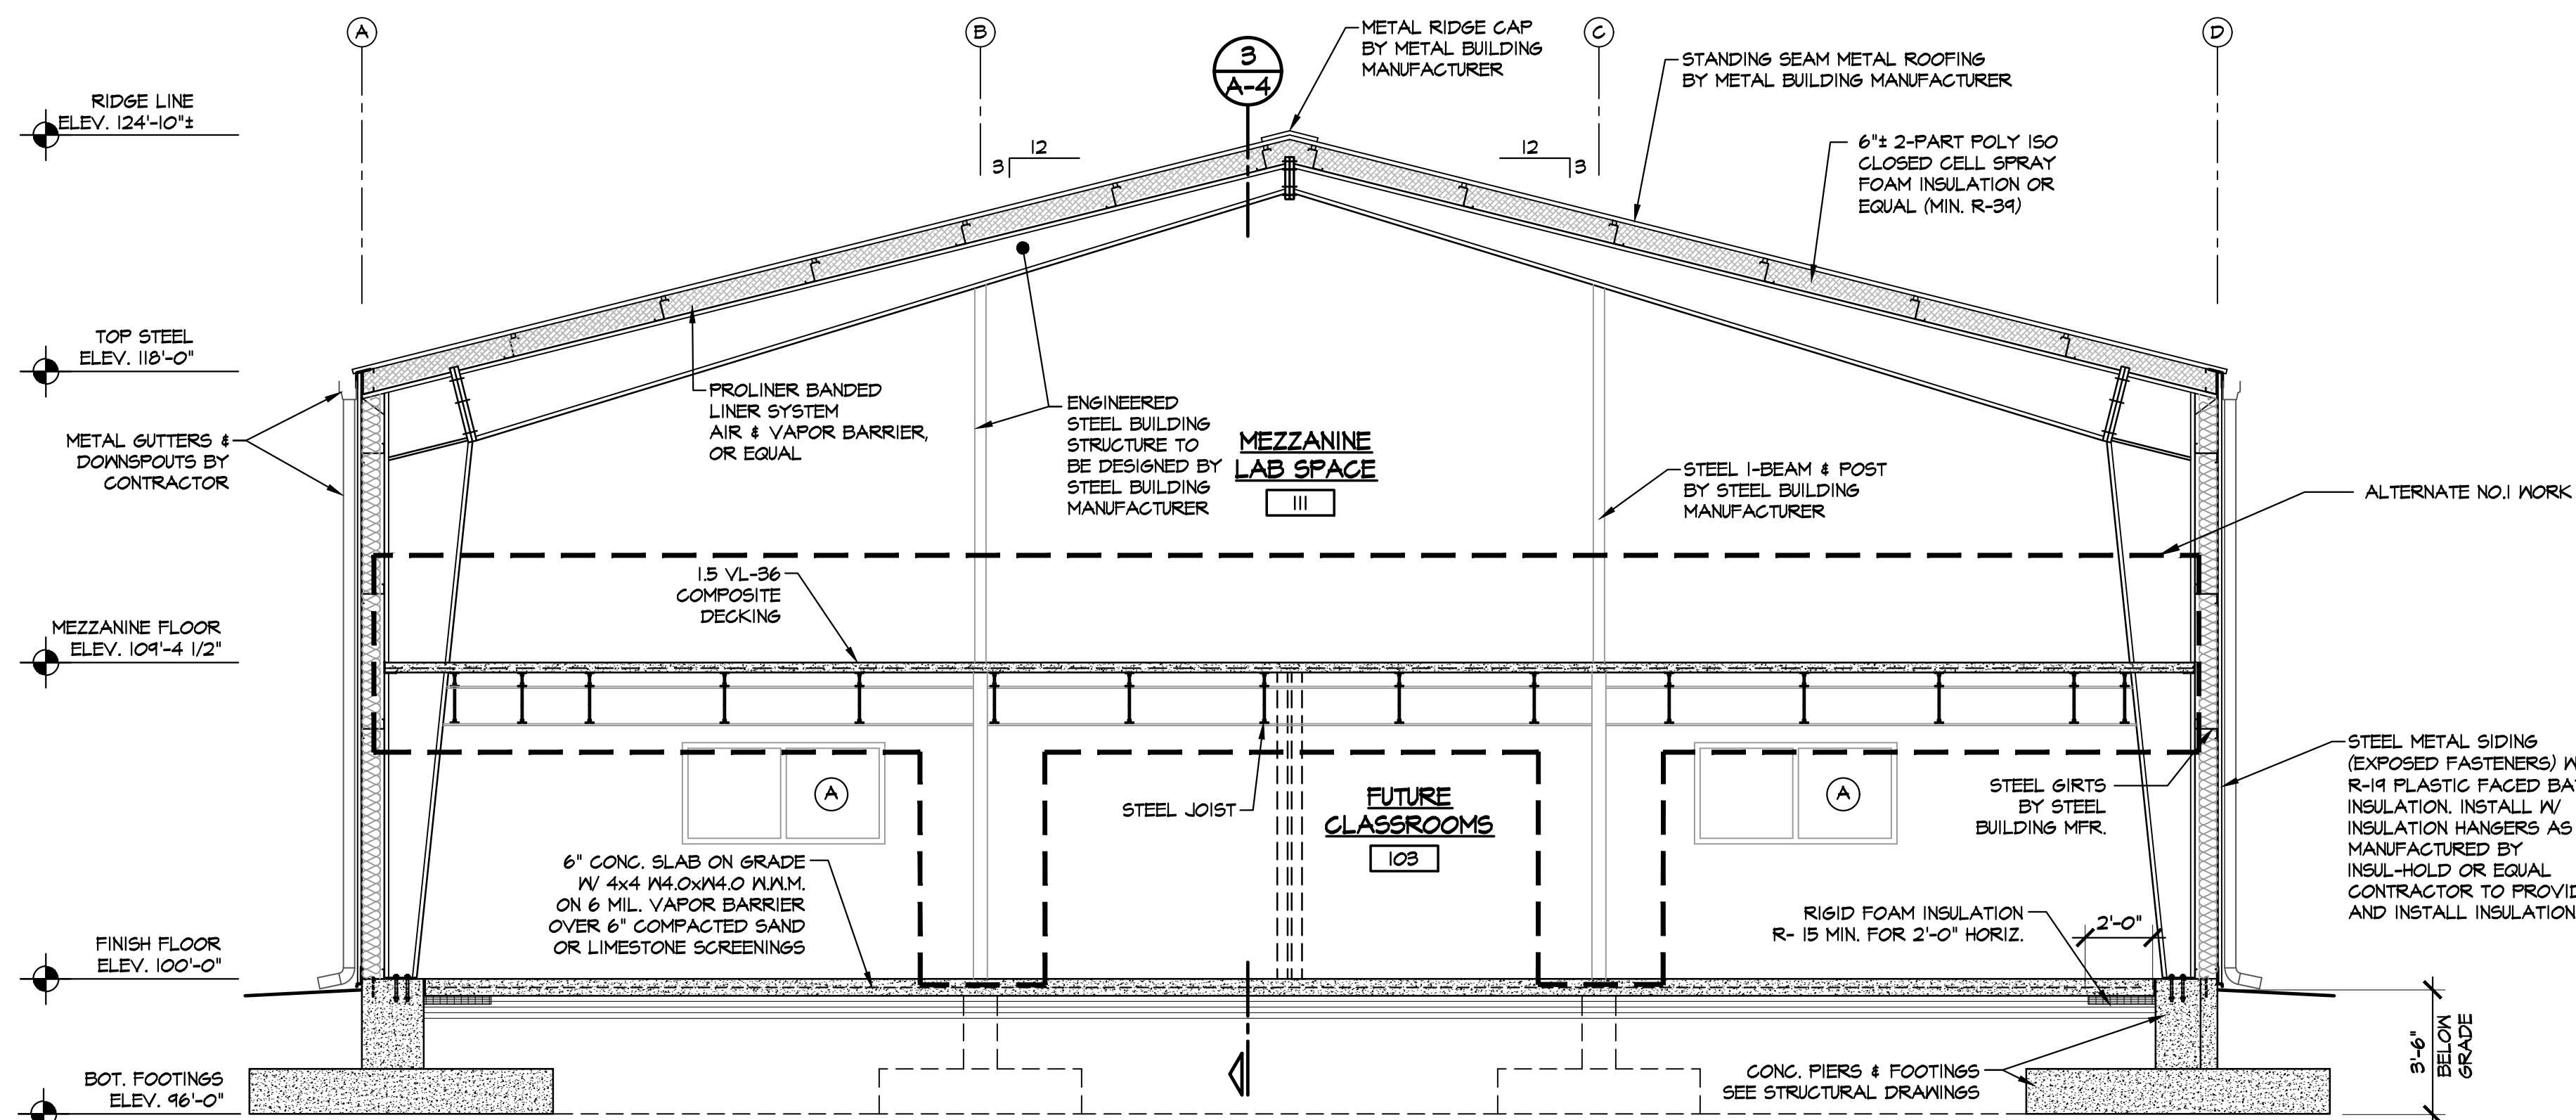 A
B
C
D
3
A-4
METAL RIDGE CAP
BY METAL BUILDING
MANUFACTURER
STANDING SEAM METAL ROOFING
BY METAL BUILDING MANUFACTURER
RIDGE LINE
ELEV. 124'-10"±
12
3
12
3
6"± 2-PART POLY ISO
CLOSED CELL SPRAY
FOAM INSULATION OR
EQUAL (MIN. R-39)
TOP STEEL
ELEV. 118'-0"
PROLINER BANDED
LINER SYSTEM
AIR & VAPOR BARRIER,
OR EQUAL
ENGINEERED
STEEL BUILDING
STRUCTURE TO
BE DESIGNED BY
STEEL BUILDING
MANUFACTURER
MEZZANINE
LAB SPACE
111
METAL GUTTERS &
DOWNSPOUTS BY
CONTRACTOR
STEEL I-BEAM & POST
BY STEEL BUILDING
MANUFACTURER
ALTERNATE NO.1 WORK
1.5 VL-36
COMPOSITE
DECKING
MEZZANINE FLOOR
ELEV. 109'-4 1/2"
A
STEEL JOIST
FUTURE
CLASSROOMS
103
A
STEEL GIRTS
BY STEEL
BUILDING MFR.
STEEL METAL SIDING
(EXPOSED FASTENERS) W
R-19 PLASTIC FACED BA
INSULATION. INSTALL W/
INSULATION HANGERS AS
MANUFACTURED BY
INSUL-HOLD OR EQUAL
CONTRACTOR TO PROVID
AND INSTALL INSULATION
6" CONC. SLAB ON GRADE
W/ 4x4 W4.0xW4.0 W.W.M.
ON 6 MIL. VAPOR BARRIER
OVER 6" COMPACTED SAND
OR LIMESTONE SCREENINGS
RIGID FOAM INSULATION
R- 15 MIN. FOR 2'-0" HORIZ.
2'-0"
FINISH FLOOR
ELEV. 100'-0"
3'-6"
BELOW
GRADE
BOT. FOOTINGS
ELEV. 96'-0"
CONC. PIERS & FOOTINGS
SEE STRUCTURAL DRAWINGS